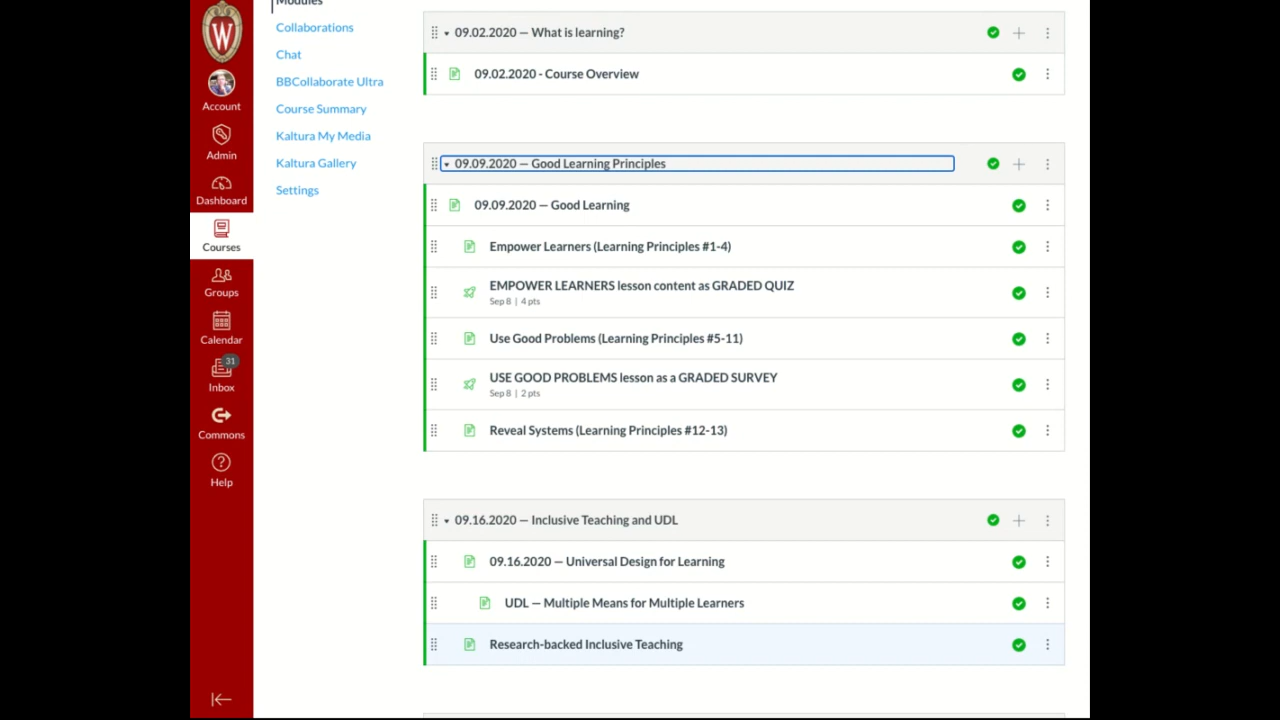 Modules
Collaborations
Chat
BBCollaborate Ultra
Course Summary
Kaltura My Media
Kaltura Gallery
Settings
W
Account
Admin
Dashboard
Courses
Groups
Calendar
31
Inbox
Commons
Help
09.02.2020 — What is learning?
09.02.2020 - Course Overview
09.09.2020 — Good Learning Principles
09.09.2020 — Good Learning
Empower Learners (Learning Principles #1-4)
EMPOWER LEARNERS lesson content as GRADED QUIZ
Sep 8 | 4 pts
Use Good Problems (Learning Principles #5-11)
USE GOOD PROBLEMS lesson as a GRADED SURVEY
Sep 8 | 2 pts
Reveal Systems (Learning Principles #12-13)
09.16.2020 — Inclusive Teaching and UDL
09.16.2020 — Universal Design for Learning
UDL — Multiple Means for Multiple Learners
Research-backed Inclusive Teaching